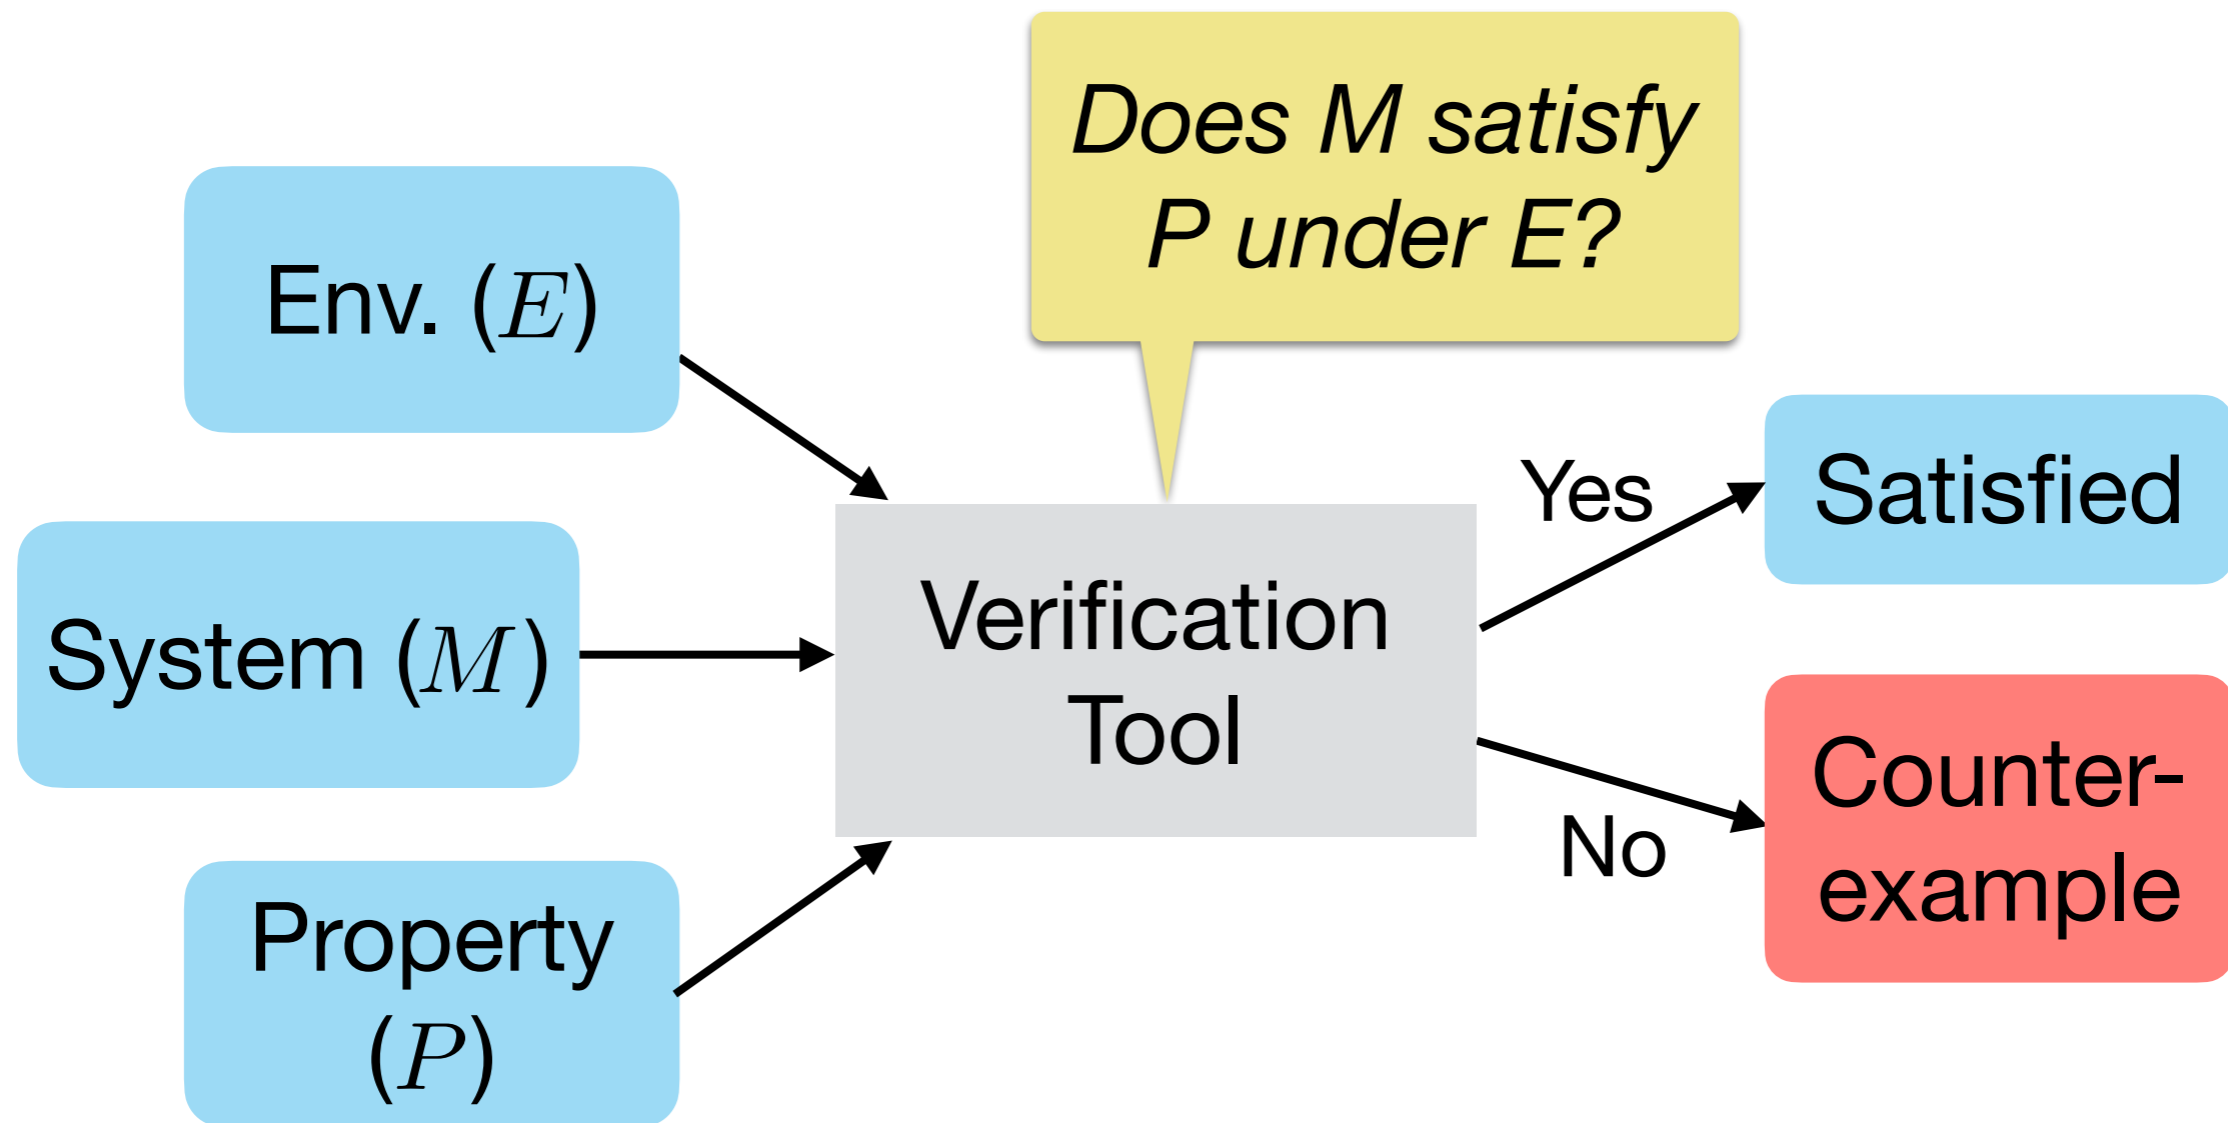 Does M satisfy
P under E?
Env. (E)
System (M)
Property
(P)
Verification
Tool
Yes
No
Satisfied
Counter-
example